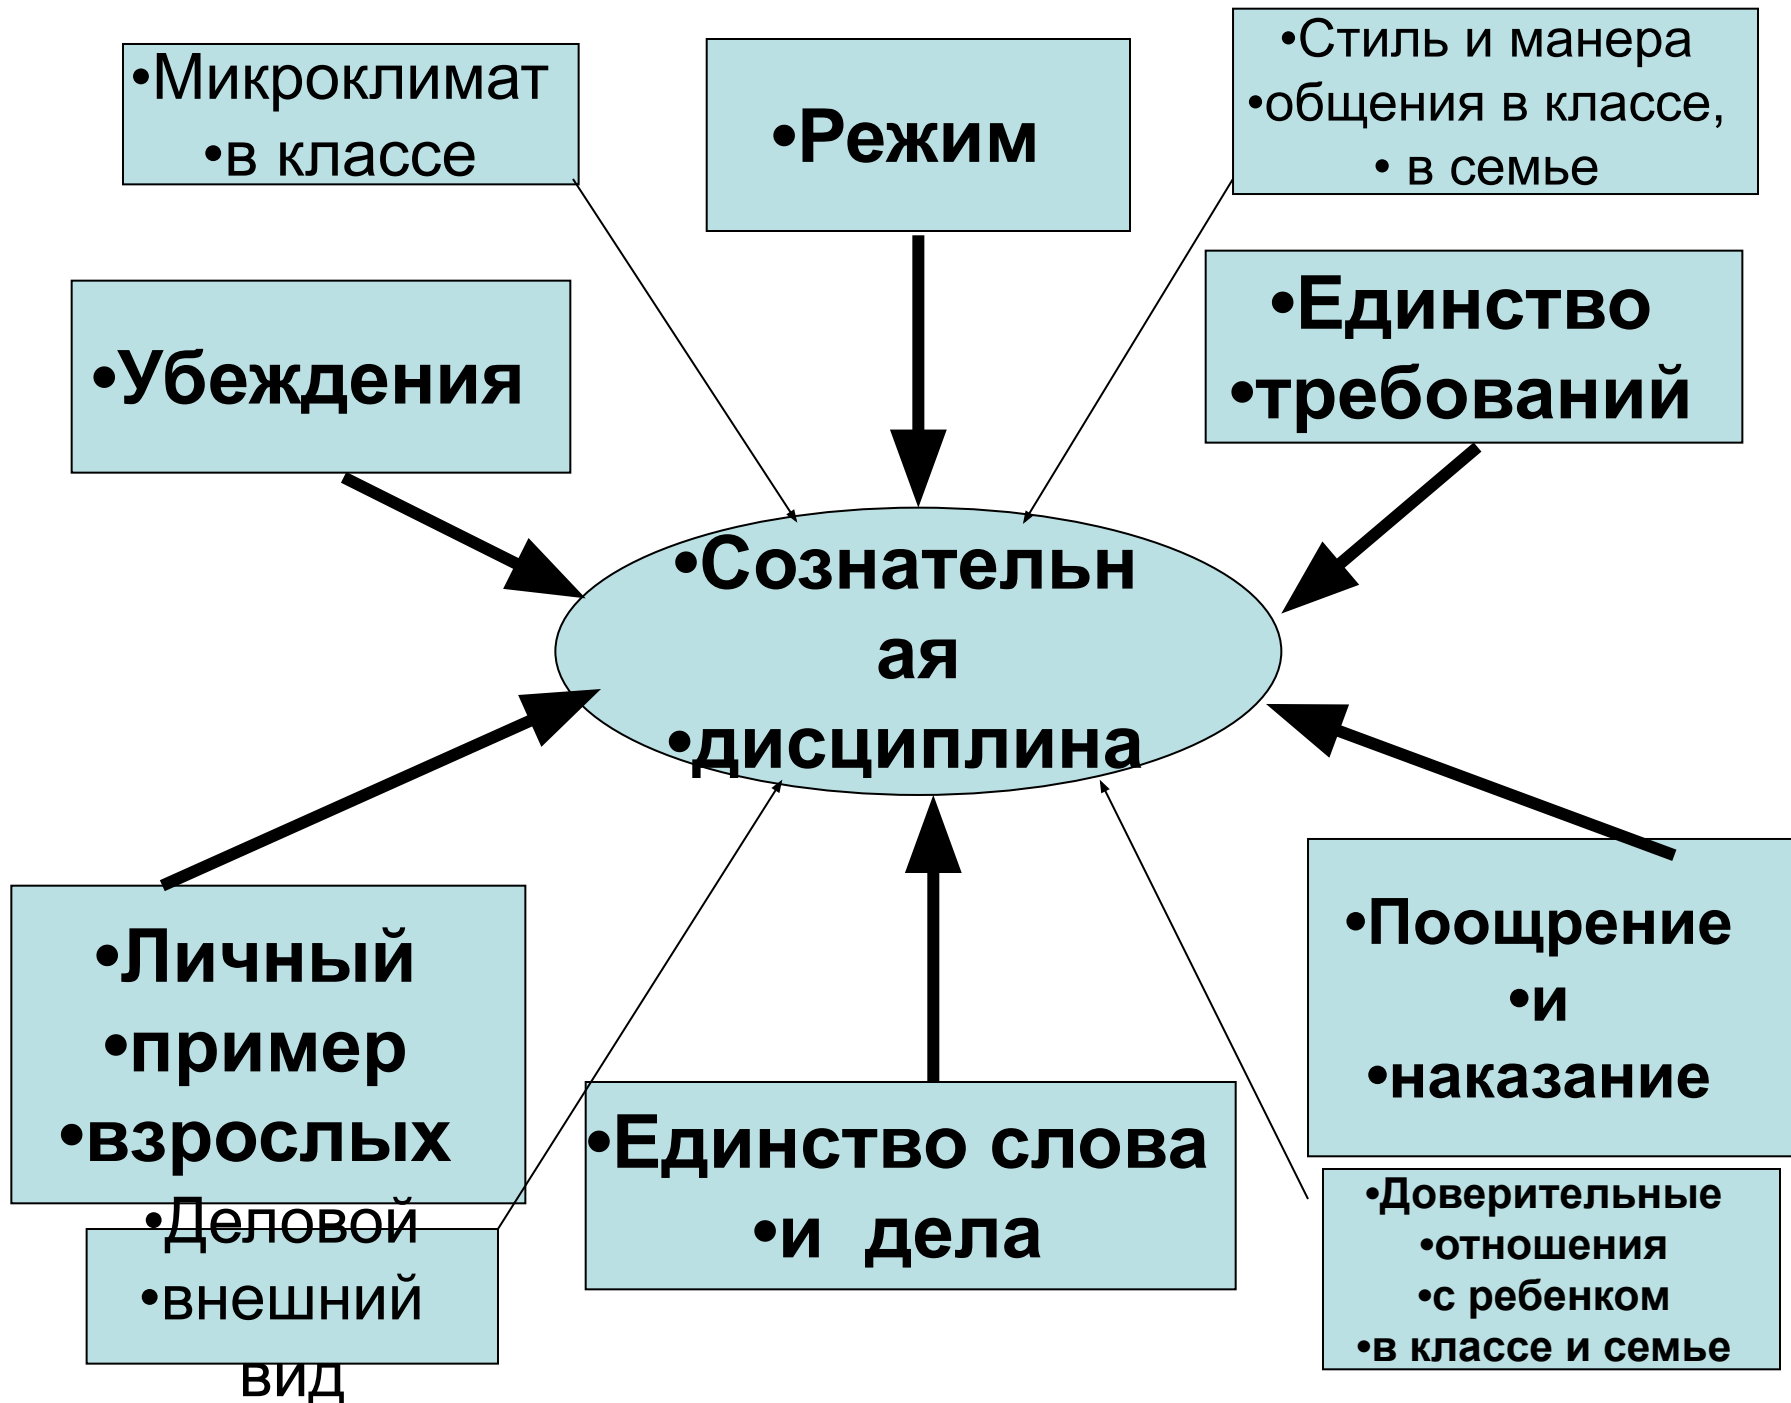 •Микроклимат
•в классе
•Режим
•Стиль и манера
•общения в классе,
• в семье
•Убеждения
•Единство
•требований
•Сознательн
ая
•дисциплина
•Личный
•пример
•взрослых
•Поощрение
•и
•наказание
•Единство слова
•и дела
•Деловой
•внешний
вид
•Доверительные
•отношения
•с ребенком
•в классе и семье